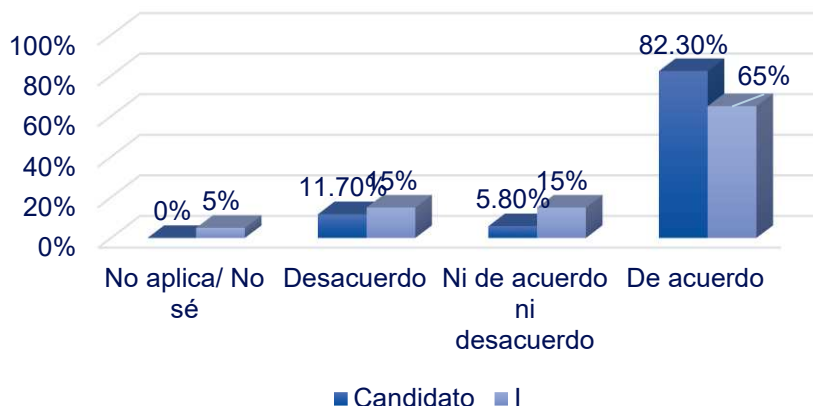 100%
80%
60%
40%
20%
0%
0%
5%
11.70%
15%
5.80%
15%
82.30%
65%
No aplica/ No
sé
Desacuerdo
Ni de acuerdo
ni
desacuerdo
De acuerdo
Candidato I